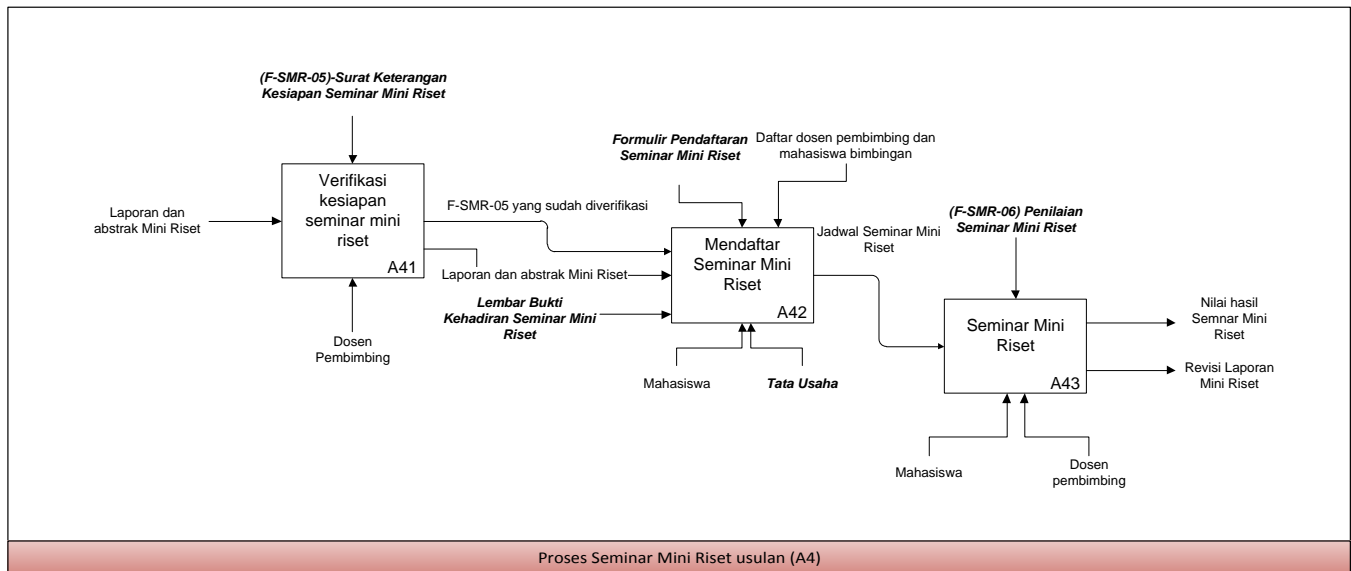 (F-SMR-05)-Surat Keterangan
Kesiapan Seminar Mini Riset
Verifikasi
kesiapan
seminar mini
riset
A41
Laporan dan
abstrak Mini Riset
Dosen
Pembimbing
F-SMR-05 yang sudah diverifikasi
Laporan dan abstrak Mini Riset
Lembar Bukti
Kehadiran Seminar Mini
Riset
Formulir Pendaftaran
Seminar Mini Riset
Daftar dosen pembimbing dan
mahasiswa bimbingan
Mendaftar
Seminar Mini
Riset
A42
Mahasiswa
Tata Usaha
Jadwal Seminar Mini
Riset
(F-SMR-06) Penilaian
Seminar Mini Riset
Seminar Mini
Riset
A43
Mahasiswa
Dosen
pembimbing
Nilai hasil
Semnar Mini
Riset
Revisi Laporan
Mini Riset
Proses Seminar Mini Riset usulan (A4)